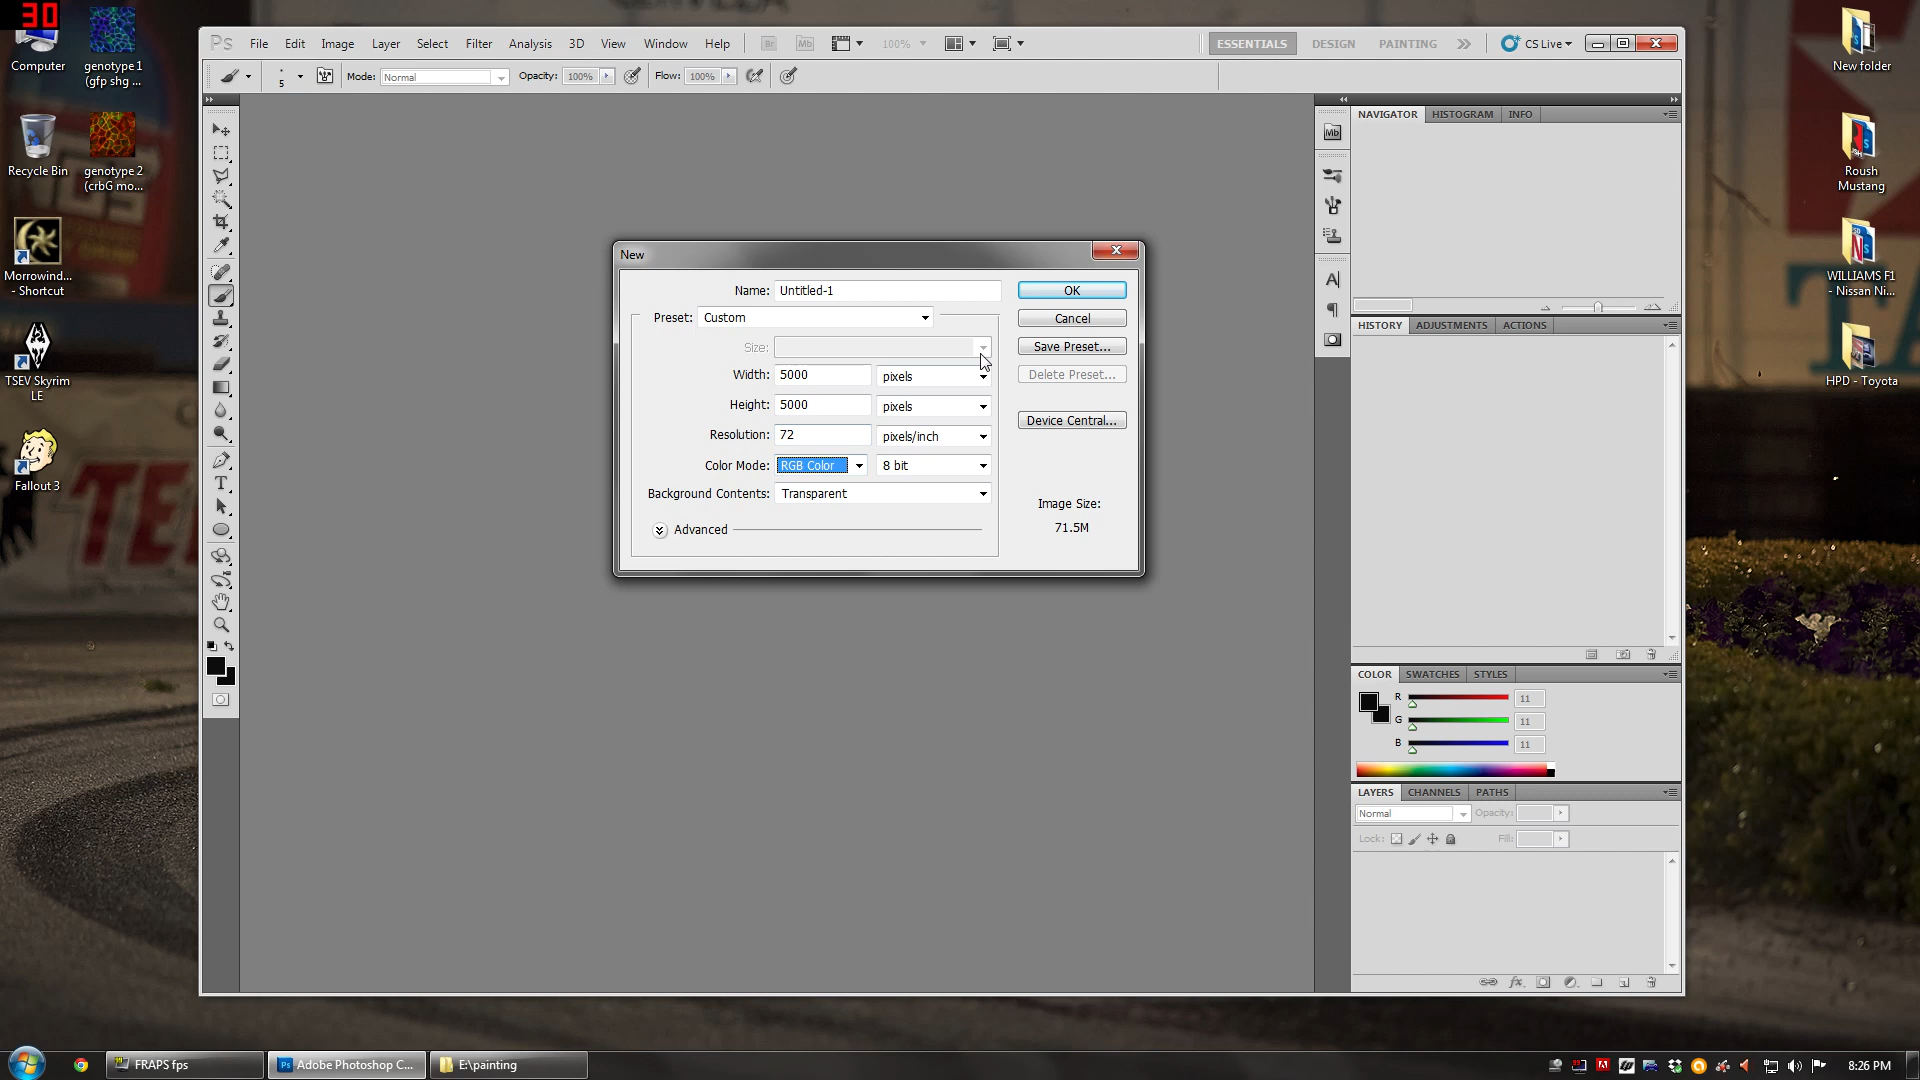 30
Computer
genotype 1
(gfp shg ...
Recycle Bin
genotype 2
(crbG mo...
Morrowind...
- Shortcut
TSEV Skyrim
LE
Fallout 3
Ps File Edit Image Layer Select Filter Analysis 3D View Window Help Br Mb 100% ESSENTIALS DESIGN PAINTING CS Live
5 Mode: Normal Opacity: 100% Flow: 100%
New
Name: Untitled-1
Preset: Custom
Size:
Width: 5000 pixels
Height: 5000 pixels
Resolution: 72 pixels/inch
Color Mode: RGB Color 8 bit
Background Contents: Transparent
Advanced
OK
Cancel
Save Preset...
Delete Preset...
Device Central...
Image Size:
71.5M
Mb
NAVIGATOR HISTOGRAM INFO
HISTORY ADJUSTMENTS ACTIONS
COLOR SWATCHES STYLES
R 11
G 11
B 11
LAYERS CHANNELS PATHS
Normal Opacity:
Lock: Fill:
New folder
Roush
Mustang
WILLIAMS F1
- Nissan Ni...
HPD - Toyota
FRAPS fps
Ps Adobe Photoshop C...
E:\painting
8:26 PM